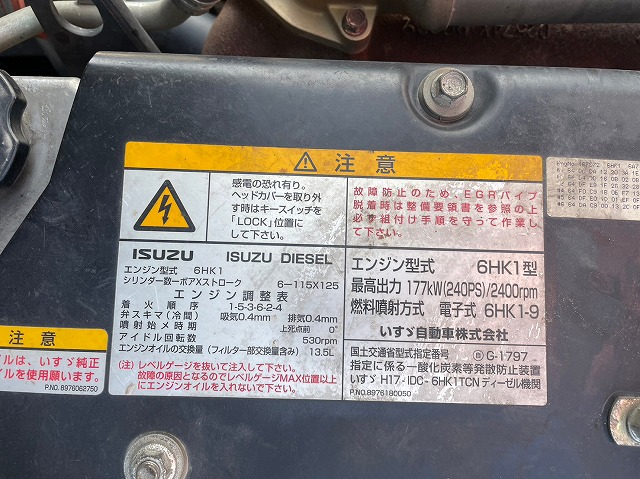 注意
感電の恐れ有り。
ヘッドカバーを取り外
す時はキースイッチを
「LOCK」位置に
して下さい。
故障防止のため、EGRパイプ
脱着時は整備要領書を参照の上
必ず組付け手順を守って作業し
て下さい。
ISUZU ISUZU DIESEL
エンジン型式 6HK1
シリンダー数ーボアXストローク 6-115X125
エンジン調整表
着火順序 1-5-3-6-2-4
弁スキマ(冷間) 吸気0.4mm 排気0.4mm
噴射始メ時期 上死点前 0°
アイドル回転数 530rpm
エンジンオイルの交換量(フィルター部交換量含み) 13.5L
(注)レベルゲージを抜いて注入して下さい。
故障の原因となるのでレベルゲージMAX位置以上
にエンジンオイルを入れないで下さい。
エンジン型式 6HK1型
最高出力 177kW(240PS)/2400rpm
燃料噴射方式 電子式 6HK1-9
いすゞ自動車株式会社
国土交通省型式指定番号 G-1797
指定に係る一酸化炭素等発散防止装置
いすゞ H17-IDC-6HK1TCN ディーゼル機関
P.NO.8976180050
注意
イルは、いすゞ純正
イルを使用願います。
P.NO.8976062750